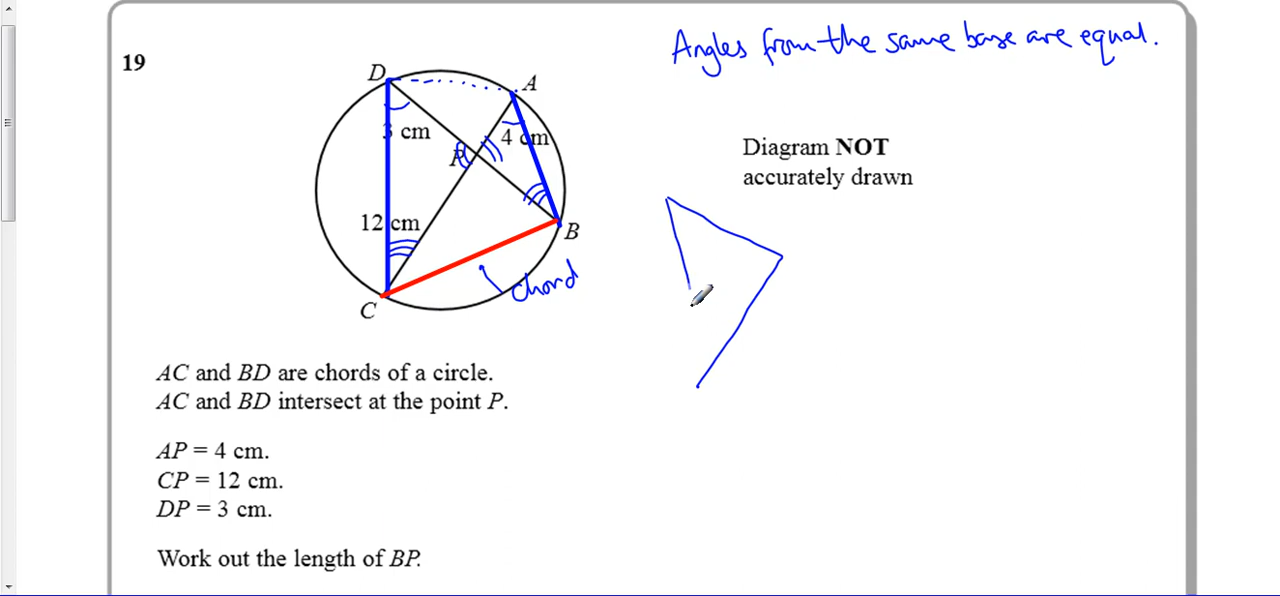 Angles from the same base are equal.
19
D
A
3 cm
4 cm
P
Diagram NOT
accurately drawn
12 cm
B
chord
C
AC and BD are chords of a circle.
AC and BD intersect at the point P.
AP = 4 cm.
CP = 12 cm.
DP = 3 cm.
Work out the length of BP.